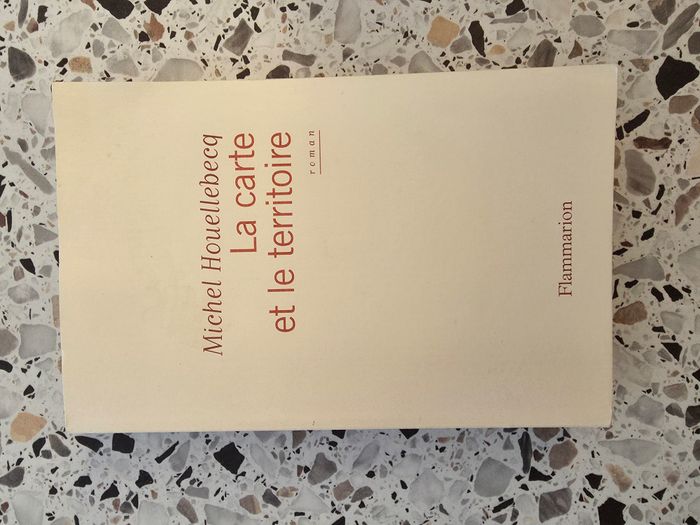 Michel Houellebecq
La carte
et le territoire
roman
Flammarion